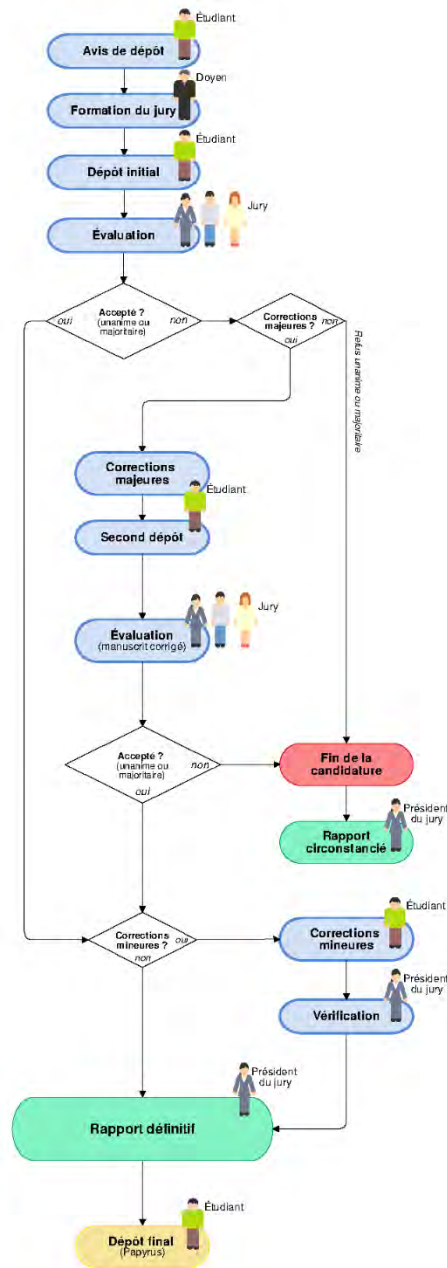 Étudiant
Avis de dépôt
Doyen
Formation du jury
Étudiant
Dépôt initial
Jury
Évaluation
Accepté ?
(unanime ou
majoritaire)
oui
non
Corrections
majeures ?
non
oui
Refus unanime ou majoritaire
Corrections
majeures
Étudiant
Second dépôt
Jury
Évaluation
(manuscrit corrigé)
Accepté ?
(unanime ou
majoritaire)
non
oui
Fin de la
candidature
Président
du jury
Rapport
circonstancié
Étudiant
Corrections
mineures ?
oui
non
Corrections
mineures
Président
du jury
Vérification
Président
du jury
Rapport définitif
Étudiant
Dépôt final
(Papyrus)